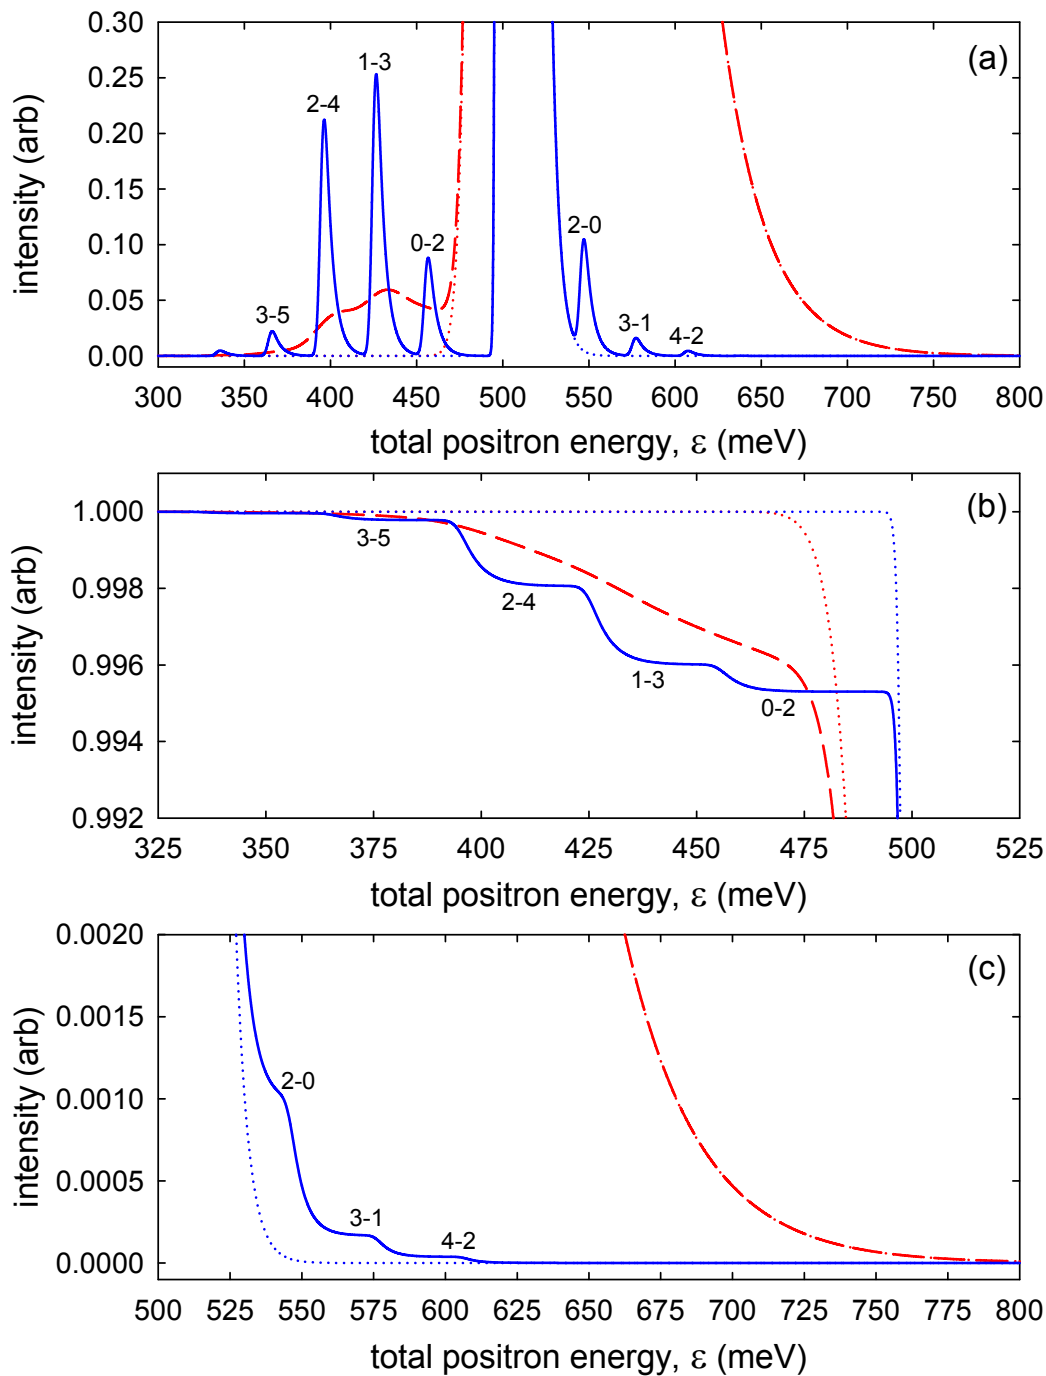 (a)
intensity (arb)
0.30
0.25
0.20
0.15
0.10
0.05
0.00
3-5
2-4
1-3
0-2
2-0
3-1
4-2
300 350 400 450 500 550 600 650 700 750 800
total positron energy, ε (meV)
(b)
intensity (arb)
1.000
0.998
0.996
0.994
0.992
3-5
2-4
1-3
0-2
325 350 375 400 425 450 475 500 525
total positron energy, ε (meV)
(c)
intensity (arb)
0.0020
0.0015
0.0010
0.0005
0.0000
2-0
3-1
4-2
500 525 550 575 600 625 650 675 700 725 750 775 800
total positron energy, ε (meV)